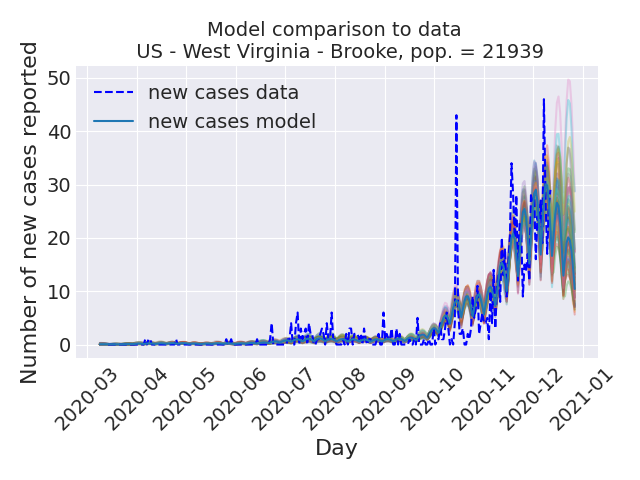 Model comparison to data
US - West Virginia - Brooke, pop. = 21939
Number of new cases reported
50
40
30
20
10
0
new cases data
new cases model
2020-03
2020-04
2020-05
2020-06
2020-07
2020-08
2020-09
2020-10
2020-11
2020-12
2021-01
Day